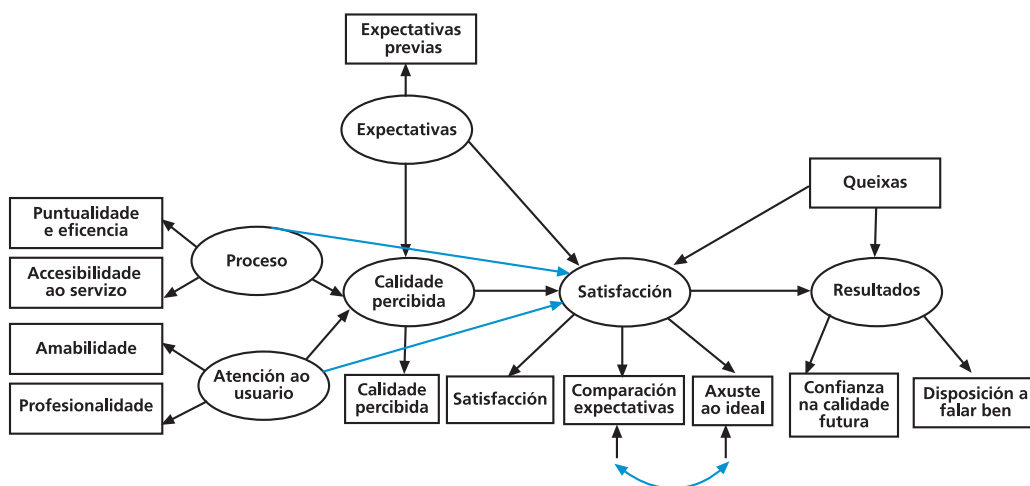 Expectativas
previas
Expectativas
Queixas
Puntualidade
e eficencia
Proceso
Accesibilidade
ao servizo
Calidade
percibida
Satisfacción
Resultados
Amabilidade
Atención ao
usuario
Profesionalidade
Calidade
percibida
Satisfacción
Comparación
expectativas
Axuste
ao ideal
Confianza
na calidade
futura
Disposición a
falar ben